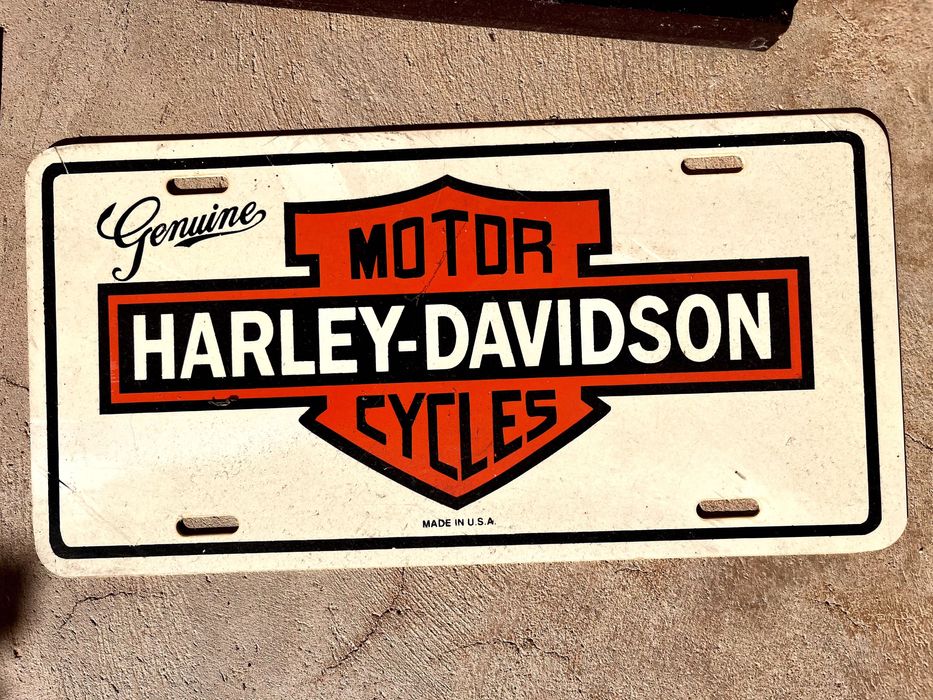 Genuine
MOTOR
HARLEY-DAVIDSON
CYCLES
MADE IN U.S.A.